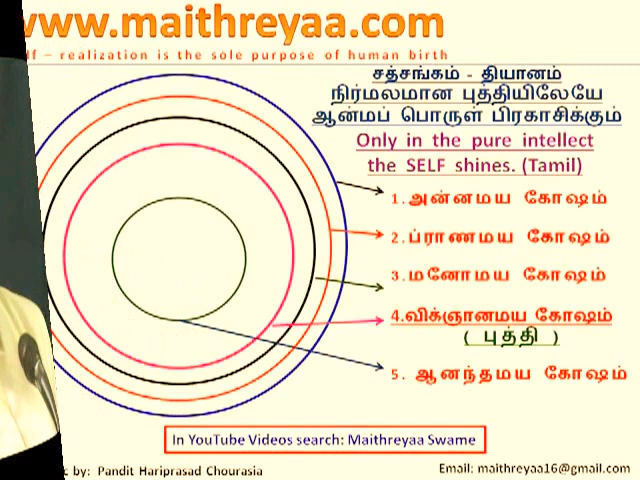 www.maithreyaa.com
lf – realization is the sole purpose of human birth
சத்சங்கம் - தியானம்
நிர்மலமான புத்தியிலேயே
ஆன்மப் பொருள் பிரகாசிக்கும்
Only in the pure intellect
the SELF shines. (Tamil)
1.அன்னமய கோஷம்
2.ப்ராணமய கோஷம்
3.மனோமய கோஷம்
4.விக்ஞானமய கோஷம்
( புத்தி )
5. ஆனந்தமய கோஷம்
In YouTube Videos search: Maithreyaa Swame
c by: Pandit Hariprasad Chourasia
Email: maithreyaa16@gmail.com